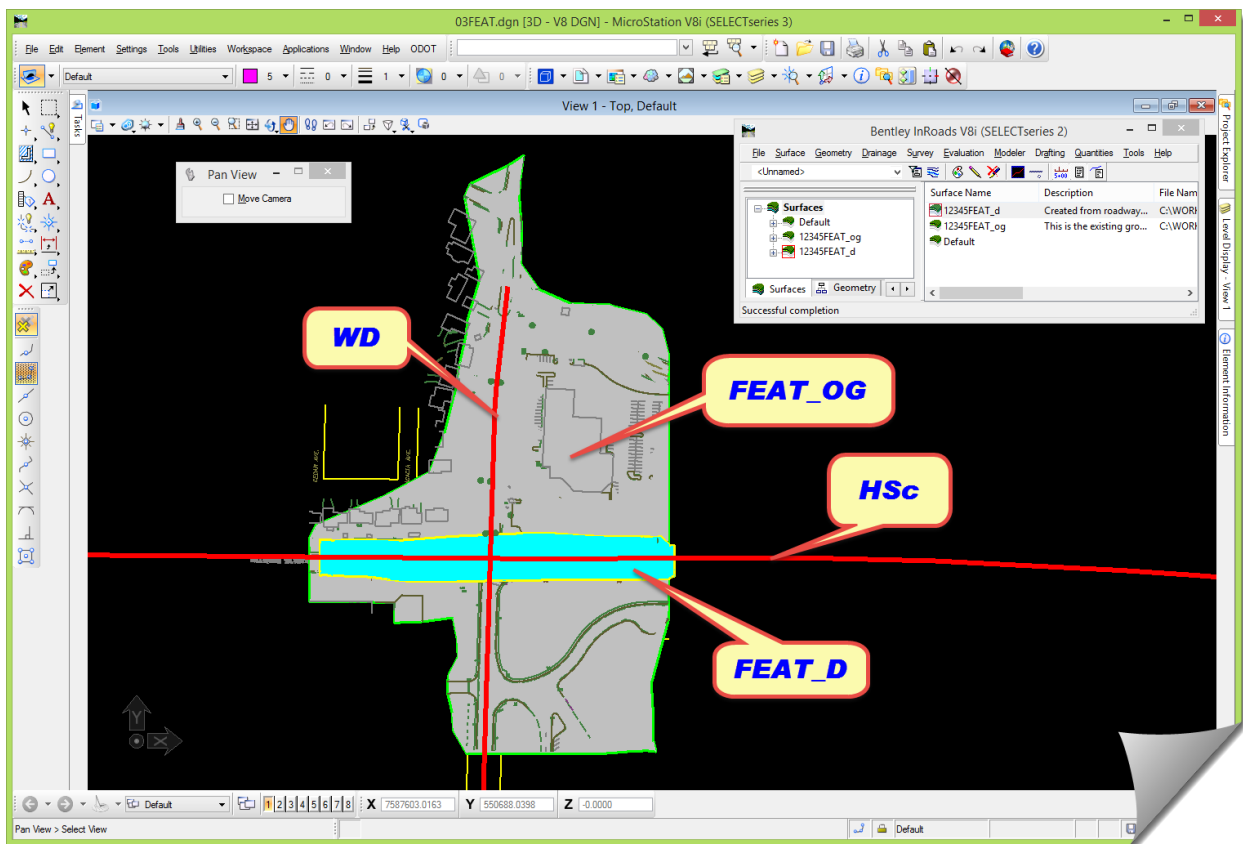 03FEAT.dgn [3D - V8 DGN] - MicroStation V8i (SELECTseries 3)
File Edit Element Settings Tools Utilities Workspace Applications Window Help ODOT
Default 5 0 1 0 0
View 1 - Top, Default
Tasks
Project Explorer
Level Display - View 1
Element Information
Pan View
Move Camera
Bentley InRoads V8i (SELECTseries 2)
File Surface Geometry Drainage Survey Evaluation Modeler Drafting Quantities Tools Help
<Unnamed>
Surfaces
Default
12345FEAT_og
12345FEAT_d
Surfaces Geometry
Surface Name Description File Nam
12345FEAT_d Created from roadway... C:\WORK
12345FEAT_og This is the existing gro... C:\WORK
Default
Successful completion
WD
FEAT_OG
HSc
FEAT_D
Y
X
Default 1 2 3 4 5 6 7 8 X 7587603.0163 Y 550688.0398 Z -0.0000
Pan View > Select View Default